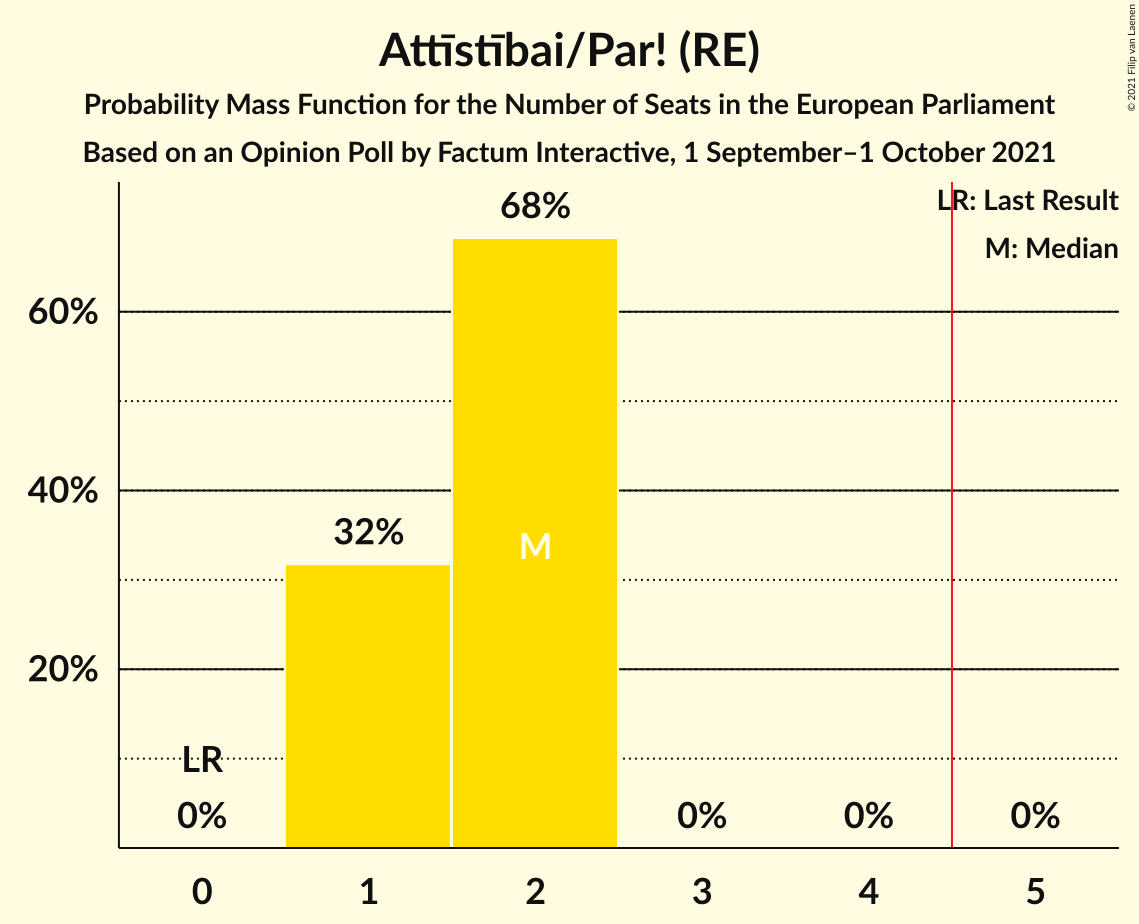 Attīstībai/Par! (RE)
Probability Mass Function for the Number of Seats in the European Parliament
Based on an Opinion Poll by Factum Interactive, 1 September–1 October 2021
© 2021 Filip van Laenen
LR: Last Result
M: Median
68%
60%
40%
32%
M
20%
LR
0%
0%
0%
0%
0
1
2
3
4
5